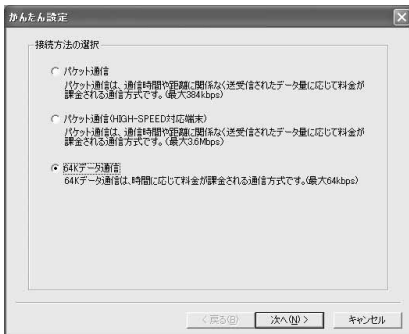 かんたん設定
接続方法の選択
パケット通信
パケット通信は、通信時間や距離に関係なく送受信されたデータ量に応じて料金が
課金される通信方式です。(最大384kbps)
パケット通信(HIGH-SPEED対応端末)
パケット通信は、通信時間や距離に関係なく送受信されたデータ量に応じて料金が
課金される通信方式です。(最大3.6Mbps)
64Kデータ通信
64Kデータ通信は、時間に応じて料金が課金される通信方式です。(最大64kbps)
< 戻る(B)
次へ(N) >
キャンセル